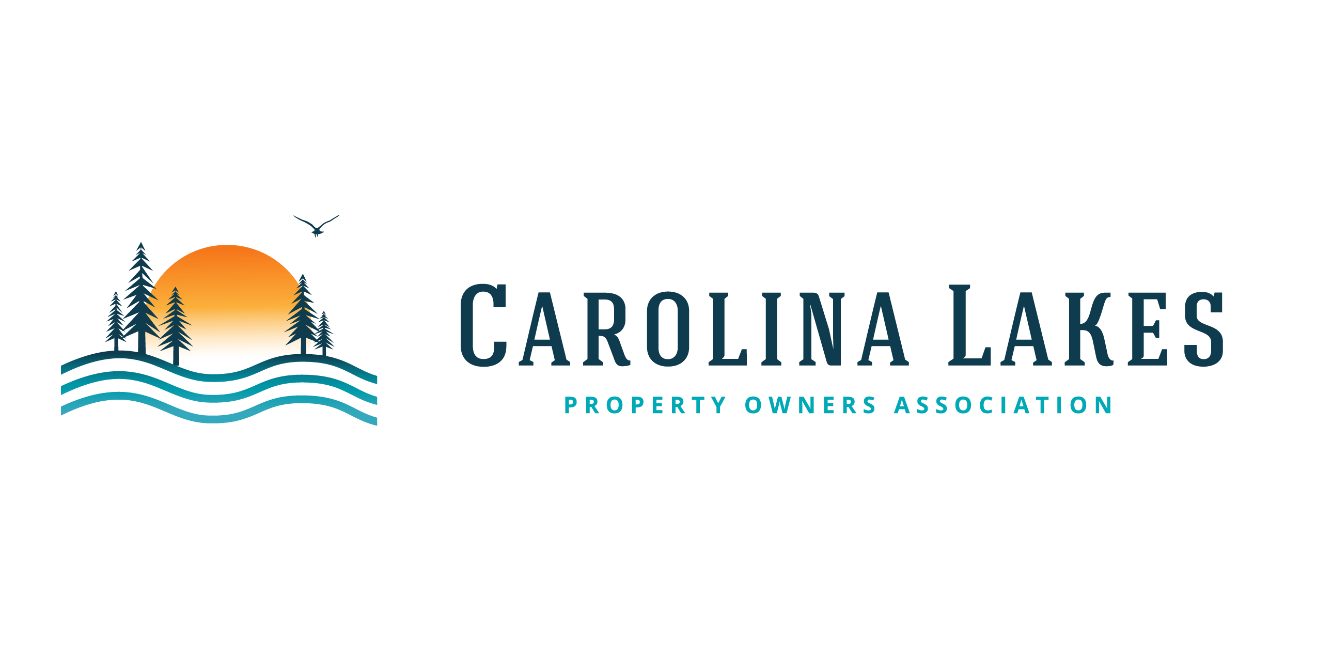 CAROLINA LAKES
PROPERTY OWNERS ASSOCIATION